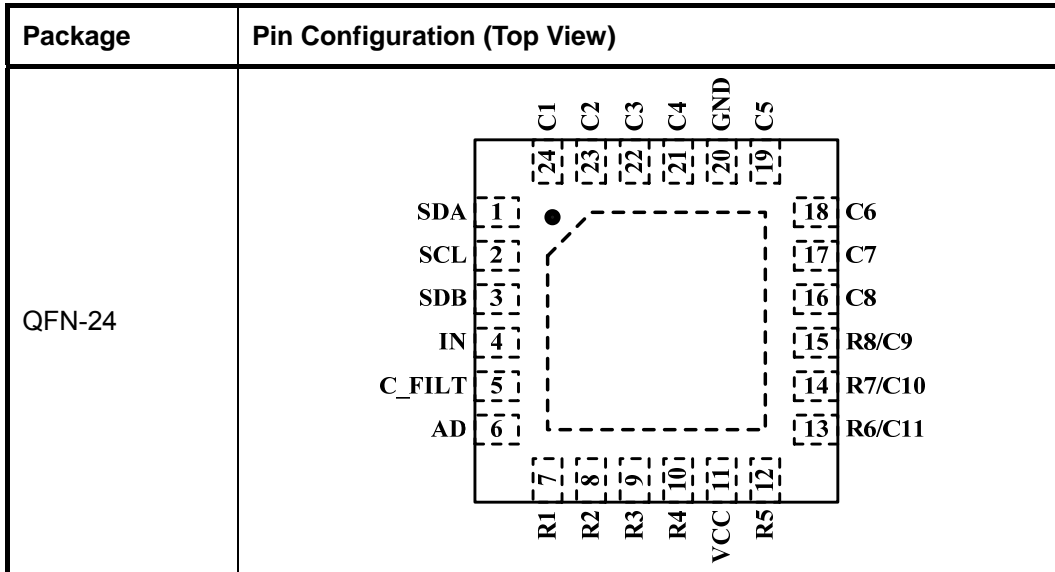 Package Pin Configuration (Top View)
QFN-24
C1 C2 C3 C4 GND C5
24 23 22 21 20 19
SDA 1 18 C6
SCL 2 17 C7
SDB 3 16 C8
IN 4 15 R8/C9
C_FILT 5 14 R7/C10
AD 6 13 R6/C11
7 8 9 10 11 12
R1 R2 R3 R4 VCC R5